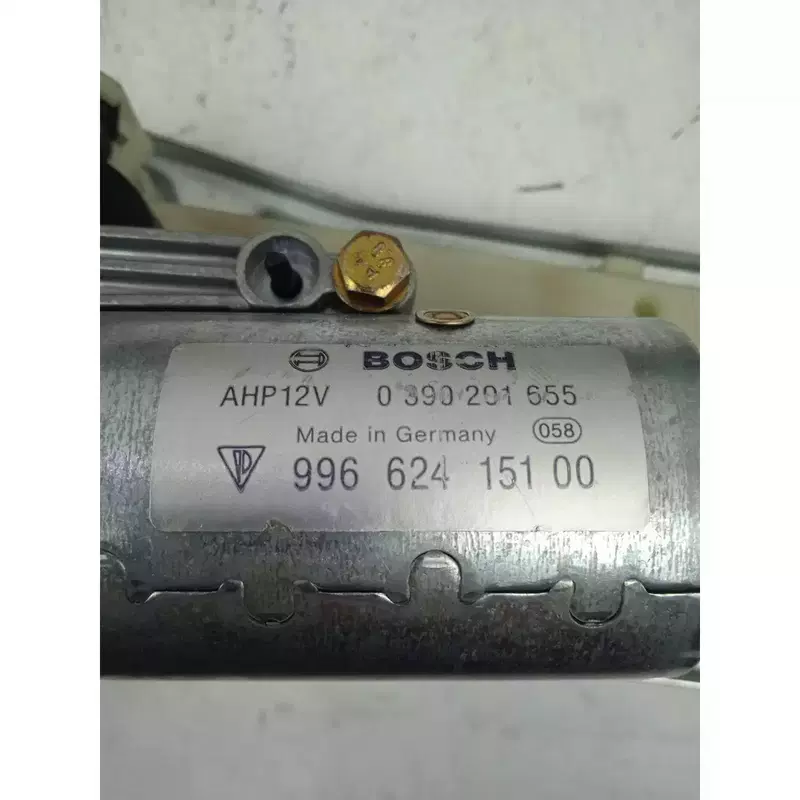 BOSCH
AHP12V 0 390 201 655
Made in Germany 058
996 624 151 00